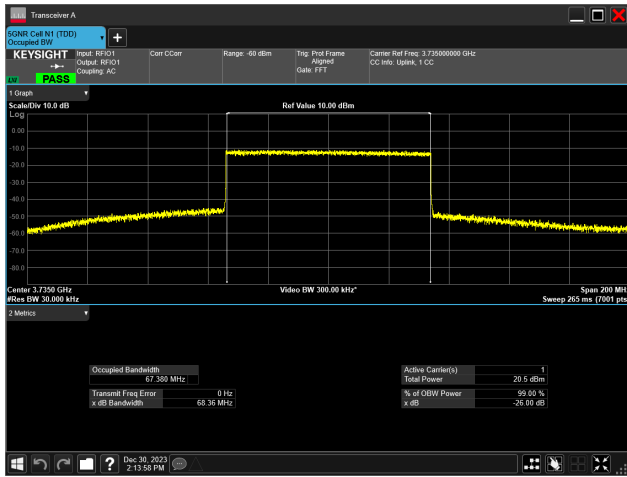 Transceiver A
5GNR Cell N1 (TDD)
Occupied BW
KEYSIGHT
LXI
PASS
Input: RFIO1
Output: RFIO1
Coupling: AC
Corr CCorr
Range: -60 dBm
Trig: Prot Frame
Aligned
Gate: FFT
Carrier Ref Freq: 3.735000000 GHz
CC Info: Uplink, 1 CC
1 Graph
Scale/Div 10.0 dB
Ref Value 10.00 dBm
Log
0.00
-10.0
-20.0
-30.0
-40.0
-50.0
-60.0
-70.0
-80.0
Center 3.7350 GHz
#Res BW 30.000 kHz
Video BW 300.00 kHz*
Span 200 MH
Sweep 265 ms (7001 pts
2 Metrics
Occupied Bandwidth
67.380 MHz
Transmit Freq Error 0 Hz
x dB Bandwidth 68.36 MHz
Active Carrier(s) 1
Total Power 20.5 dBm
% of OBW Power 99.00 %
x dB -26.00 dB
?
Dec 30, 2023
2:13:58 PM